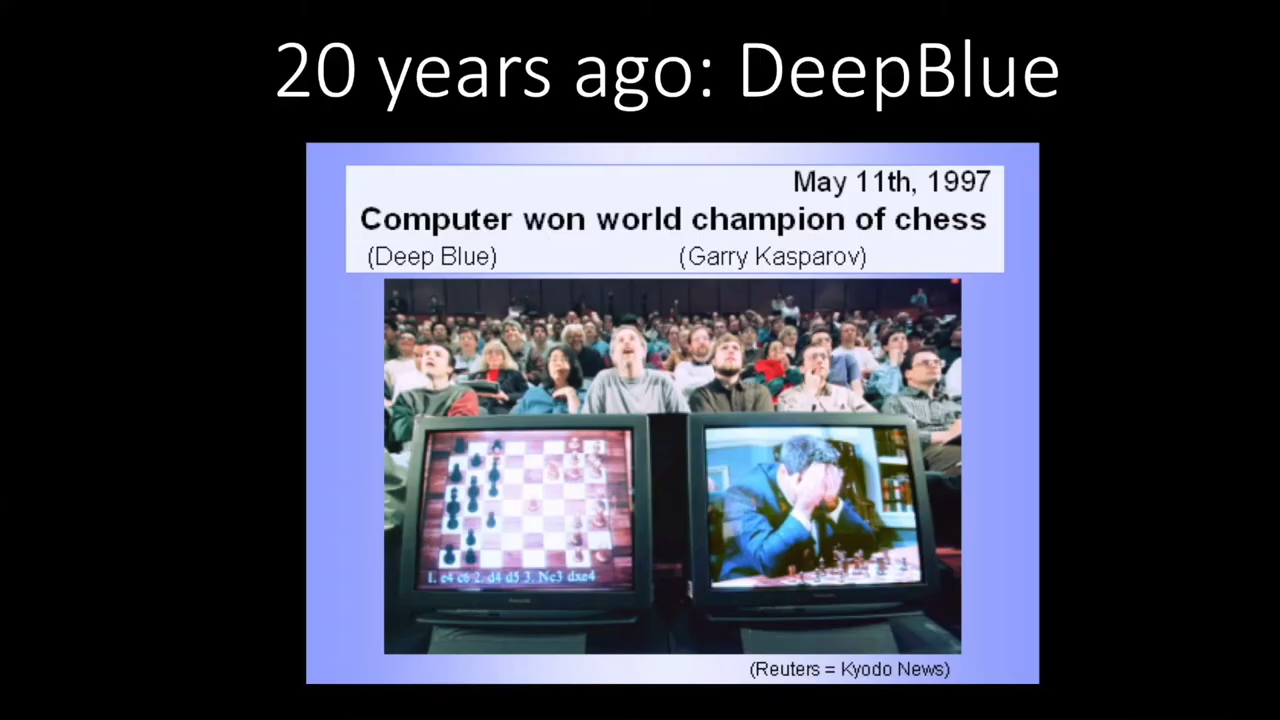 20 years ago: DeepBlue
May 11th, 1997
Computer won world champion of chess
(Deep Blue) (Garry Kasparov)
1. e4 c6 2. d4 d5 3. Nc3 dxe4
(Reuters = Kyodo News)